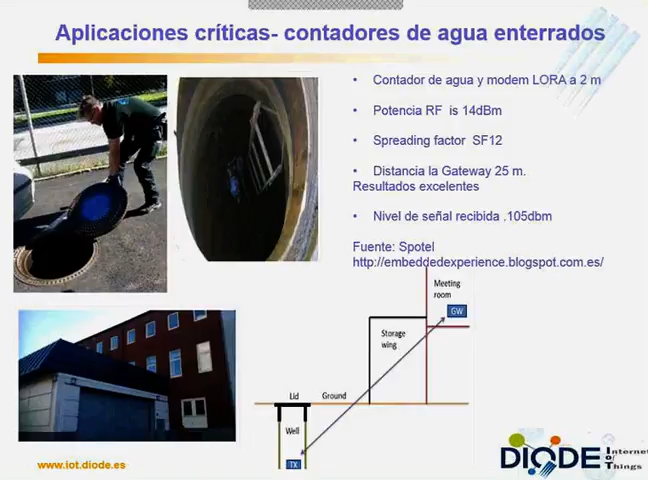 Aplicaciones críticas- contadores de agua enterrados
• Contador de agua y modem LORA a 2 m
• Potencia RF is 14dBm
• Spreading factor SF12
• Distancia la Gateway 25 m.
Resultados excelentes
• Nivel de señal recibida .105dbm
Fuente: Spotel
http://embeddedexperience.blogspot.com.es/
Meeting
room
GW
Storage
wing
Lid
Ground
Well
TX
www.iot.diode.es
DIODE
IoT
Internet
of
Things